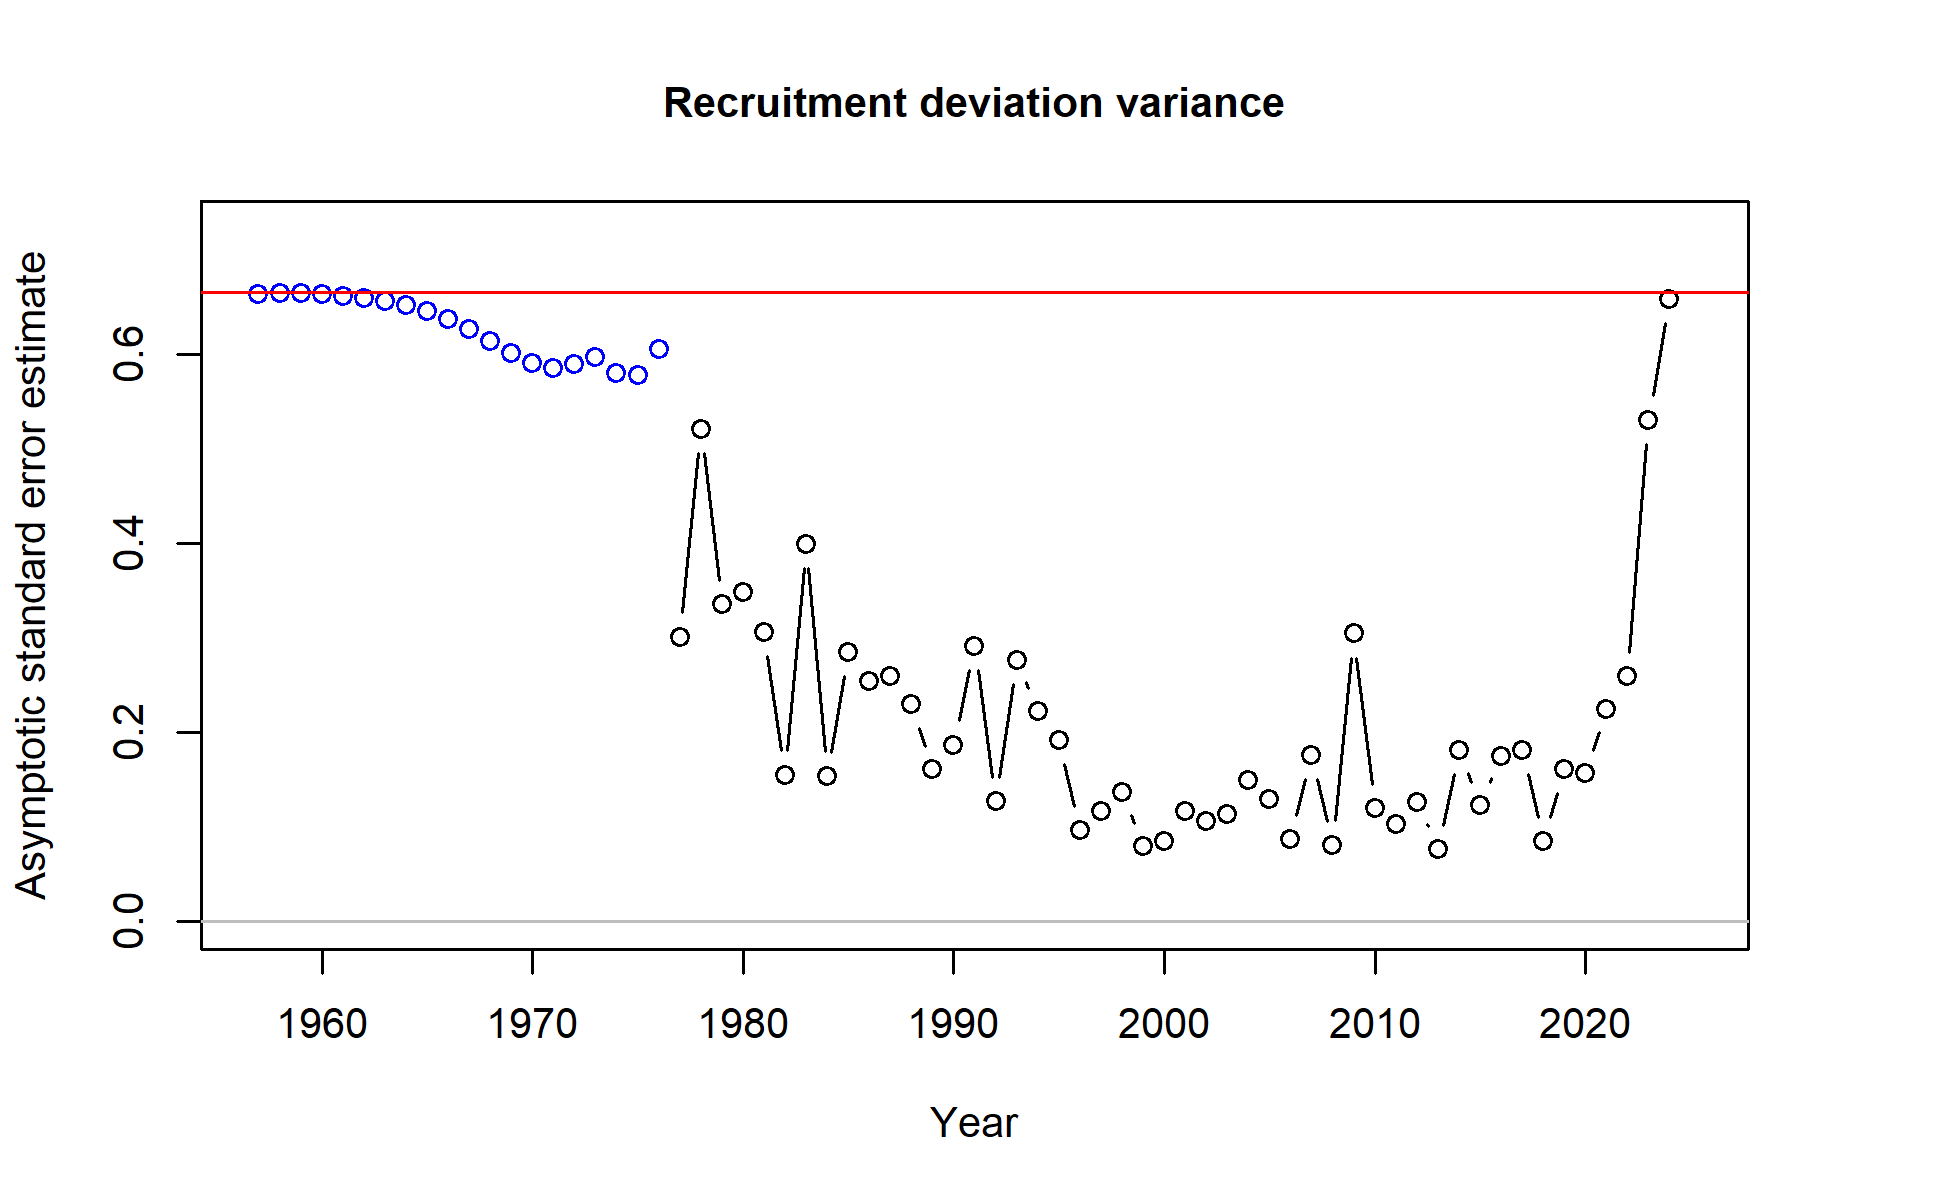 Recruitment deviation variance
Asymptotic standard error estimate
0.6
0.4
0.2
0.0
1960 1970 1980 1990 2000 2010 2020
Year